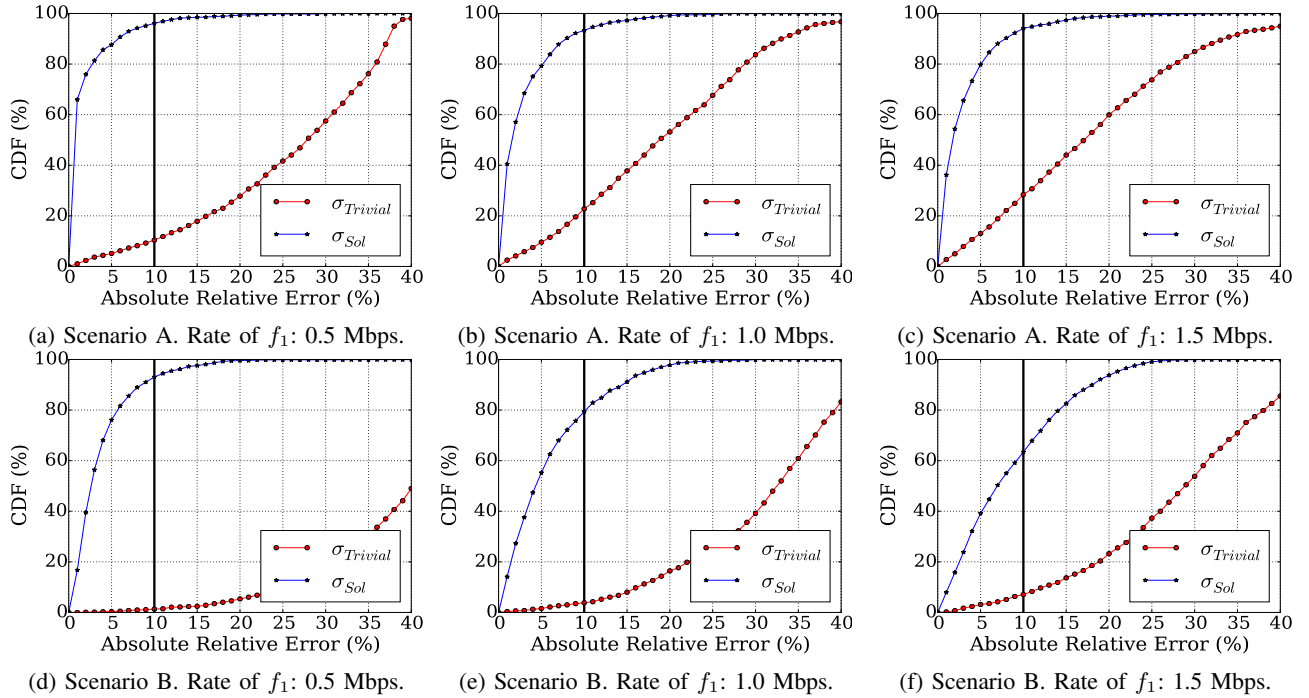 100
80
60
40
20
0
CDF (%)
0 5 10 15 20 25 30 35 40
Absolute Relative Error (%)
σTrivial
σSol
(a) Scenario A. Rate of f1: 0.5 Mbps.
100
80
60
40
20
0
CDF (%)
0 5 10 15 20 25 30 35 40
Absolute Relative Error (%)
σTrivial
σSol
(b) Scenario A. Rate of f1: 1.0 Mbps.
100
80
60
40
20
0
CDF (%)
0 5 10 15 20 25 30 35 40
Absolute Relative Error (%)
σTrivial
σSol
(c) Scenario A. Rate of f1: 1.5 Mbps.
100
80
60
40
20
0
CDF (%)
0 5 10 15 20 25 30 35 40
Absolute Relative Error (%)
σTrivial
σSol
(d) Scenario B. Rate of f1: 0.5 Mbps.
100
80
60
40
20
0
CDF (%)
0 5 10 15 20 25 30 35 40
Absolute Relative Error (%)
σTrivial
σSol
(e) Scenario B. Rate of f1: 1.0 Mbps.
100
80
60
40
20
0
CDF (%)
0 5 10 15 20 25 30 35 40
Absolute Relative Error (%)
σTrivial
σSol
(f) Scenario B. Rate of f1: 1.5 Mbps.